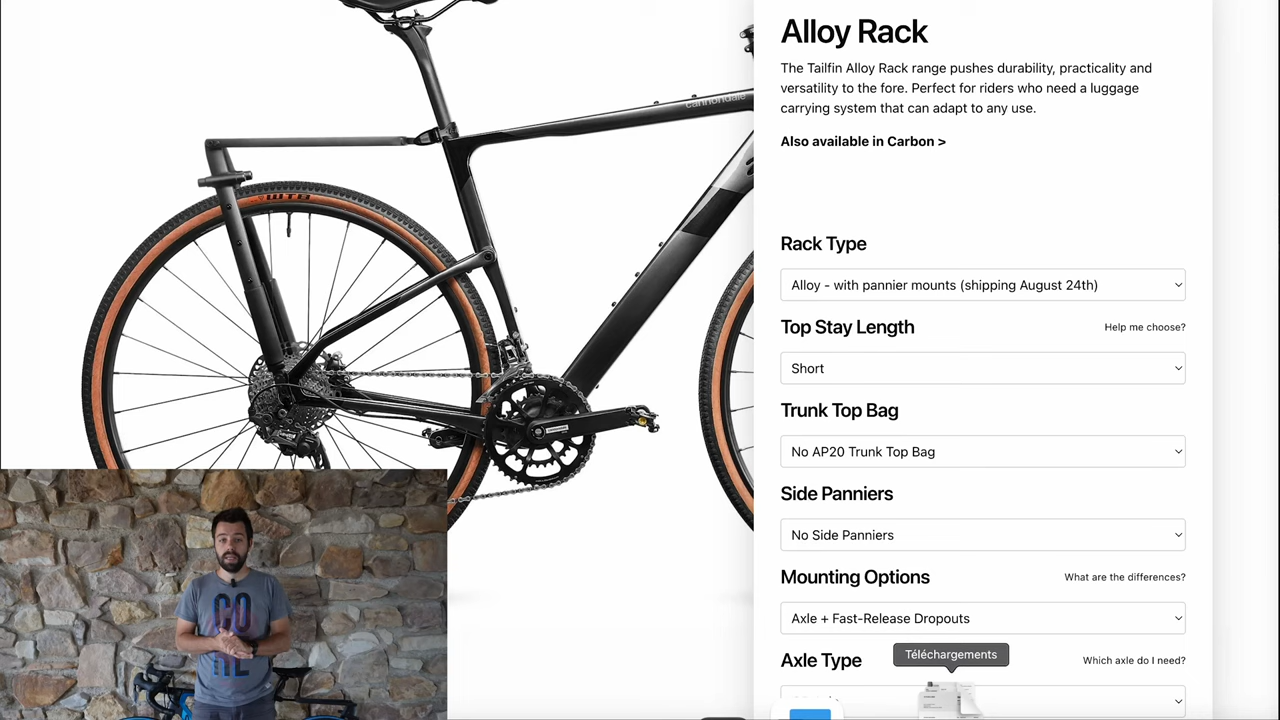 Alloy Rack
The Tailfin Alloy Rack range pushes durability, practicality and
versatility to the fore. Perfect for riders who need a luggage
carrying system that can adapt to any use.
Also available in Carbon >
cannondale
WTB
Rack Type
Alloy - with pannier mounts (shipping August 24th)
Top Stay Length
Help me choose?
Short
Trunk Top Bag
No AP20 Trunk Top Bag
Side Panniers
No Side Panniers
Mounting Options
What are the differences?
Axle + Fast-Release Dropouts
Téléchargements
Axle Type
Which axle do I need?
CO
RE